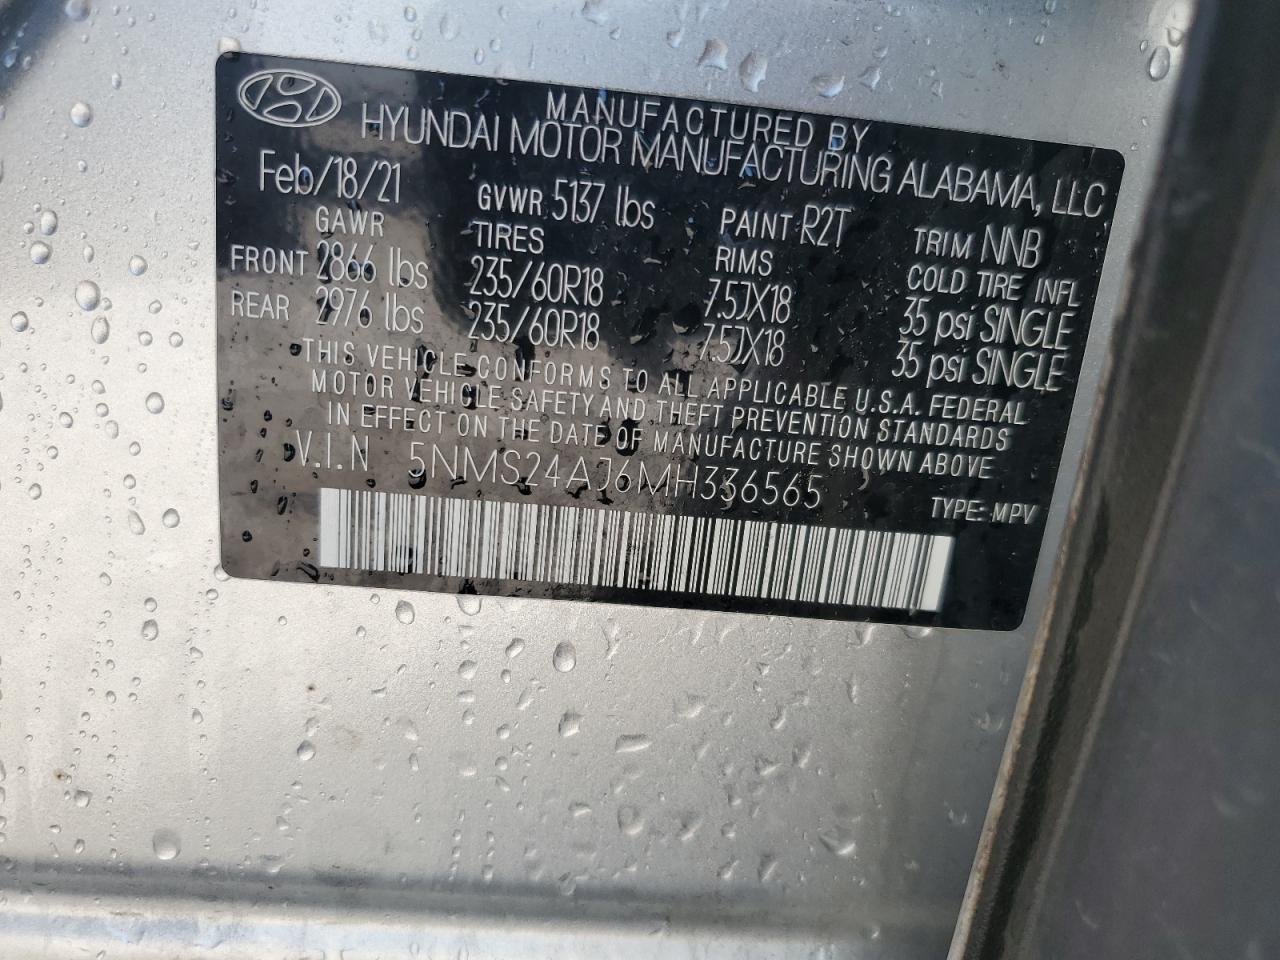 MANUFACTURED BY
HYUNDAI MOTOR MANUFACTURING ALABAMA, LLC
Feb/18/21 GVWR 5137 lbs PAINT R2T TRIM NNB
GAWR TIRES RIMS COLD TIRE INFL
FRONT 2866 lbs 235/60R18 7.5JX18 35 psi SINGLE
REAR 2976 lbs 235/60R18 7.5JX18 35 psi SINGLE
THIS VEHICLE CONFORMS TO ALL APPLICABLE U.S.A. FEDERAL
MOTOR VEHICLE SAFETY AND THEFT PREVENTION STANDARDS
IN EFFECT ON THE DATE OF MANUFACTURE SHOWN ABOVE
V.I.N 5NMS24AJ6MH336565 TYPE: MPV